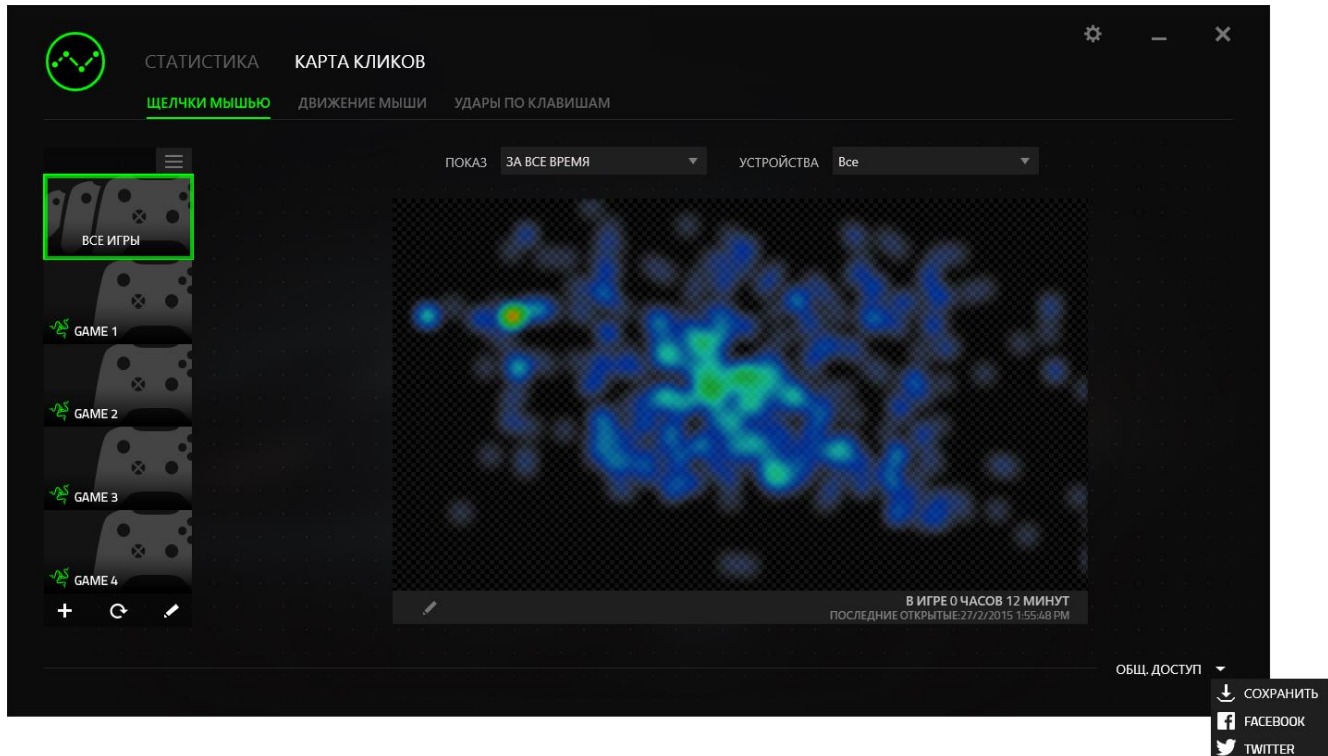 СТАТИСТИКА КАРТА КЛИКОВ
ЩЕЛЧКИ МЫШЬЮ ДВИЖЕНИЕ МЫШИ УДАРЫ ПО КЛАВИШАМ
ПОКАЗ ЗА ВСЕ ВРЕМЯ УСТРОЙСТВА Все
ВСЕ ИГРЫ
GAME 1
GAME 2
GAME 3
GAME 4
В ИГРЕ 0 ЧАСОВ 12 МИНУТ
ПОСЛЕДНИЕ ОТКРЫТЫЕ:27/2/2015 1:55:48 PM
ОБЩ. ДОСТУП
СОХРАНИТЬ
FACEBOOK
TWITTER